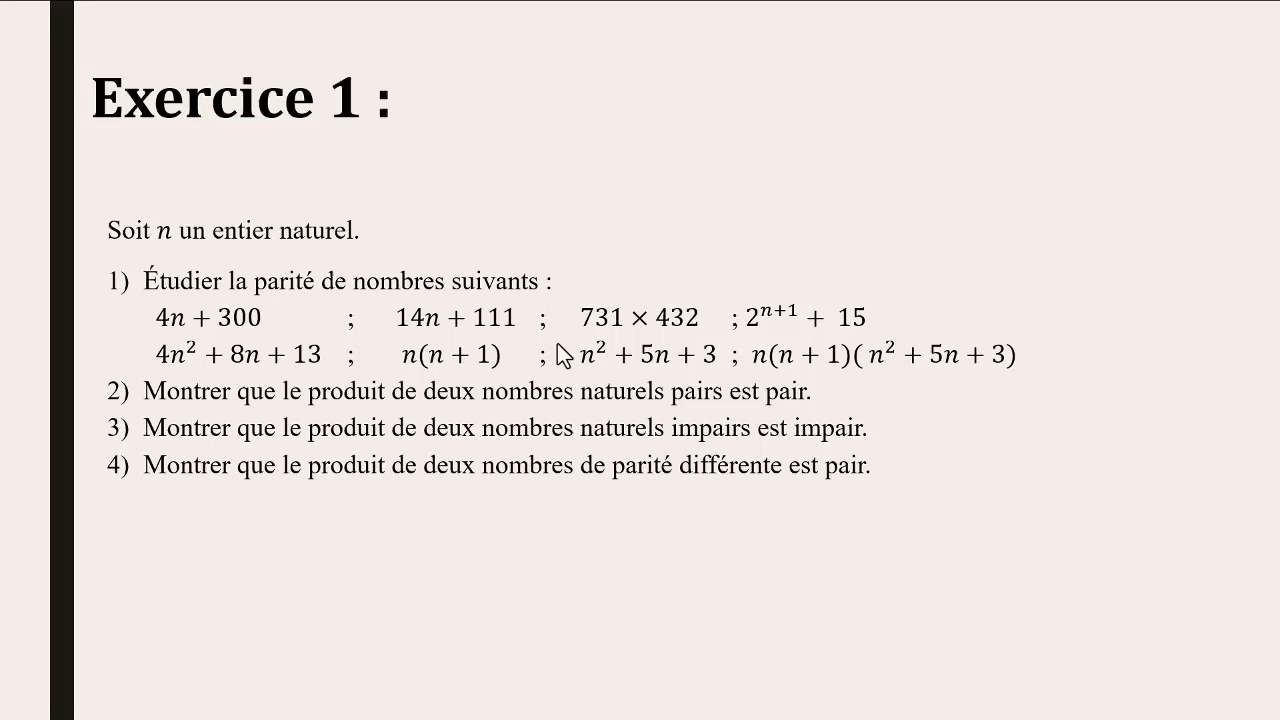 Exercice 1 :
Soit n un entier naturel.
1) Étudier la parité de nombres suivants :
4n + 300 ; 14n + 111 ; 731 × 432 ; 2ⁿ⁺¹ + 15
4n² + 8n + 13 ; n(n + 1) ; n² + 5n + 3 ; n(n + 1)( n² + 5n + 3)
2) Montrer que le produit de deux nombres naturels pairs est pair.
3) Montrer que le produit de deux nombres naturels impairs est impair.
4) Montrer que le produit de deux nombres de parité différente est pair.